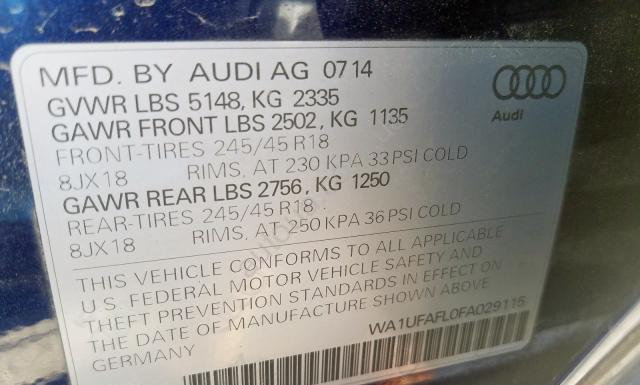 MFD. BY AUDI AG 07 14
GVWR LBS 5148, KG 2335
GAWR FRONT LBS 2502, KG 1135
FRONT-TIRES 245/45 R18
8JX18 RIMS. AT 230 KPA 33 PSI COLD
GAWR REAR LBS 2756, KG 1250
REAR-TIRES 245/45 R18
8JX18 RIMS. AT 250 KPA 36 PSI COLD
THIS VEHICLE CONFORMS TO ALL APPLICABLE
U.S. FEDERAL MOTOR VEHICLE SAFETY AND
THEFT PREVENTION STANDARDS IN EFFECT ON
THE DATE OF MANUFACTURE SHOWN ABOVE
GERMANY
WA1UFAFL0FA029115
Audi